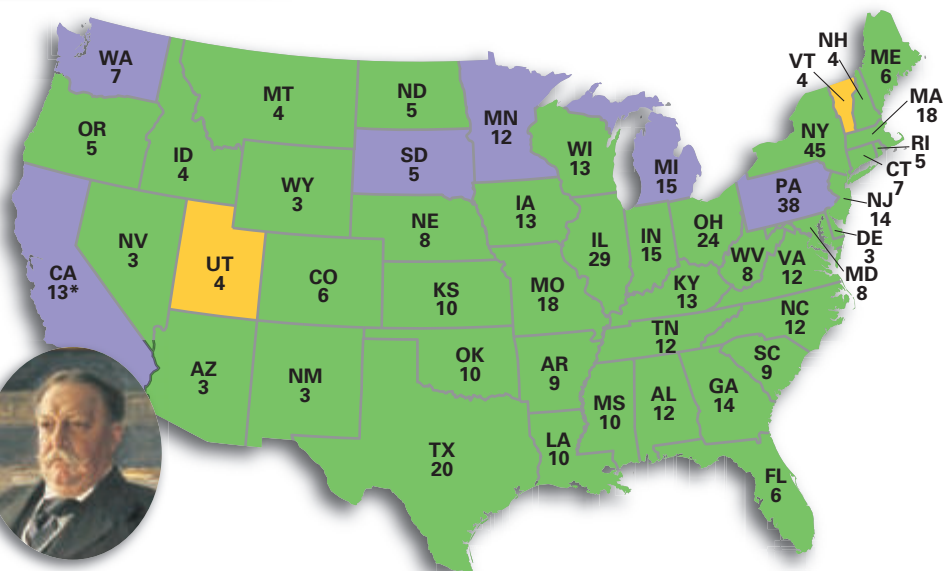 WA
7
OR
5
CA
13*
NV
3
ID
4
MT
4
WY
3
UT
4
AZ
3
CO
6
NM
3
ND
5
SD
5
NE
8
KS
10
OK
10
TX
20
MN
12
IA
13
MO
18
AR
9
LA
10
WI
13
IL
29
MI
15
IN
15
OH
24
KY
13
TN
12
MS
10
AL
12
GA
14
FL
6
SC
9
NC
12
VA
12
WV
8
PA
38
NY
45
VT
4
NH
4
ME
6
MA
18
RI
5
CT
7
NJ
14
DE
3
MD
8